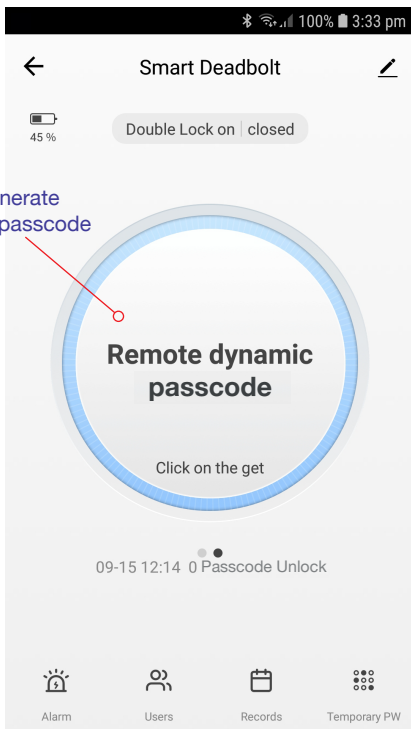 100% 3:33 pm
Smart Deadbolt
45 %
Double Lock on | closed
nerate
passcode
Remote dynamic
passcode
Click on the get
09-15 12:14 0 Passcode Unlock
Alarm Users Records Temporary PW